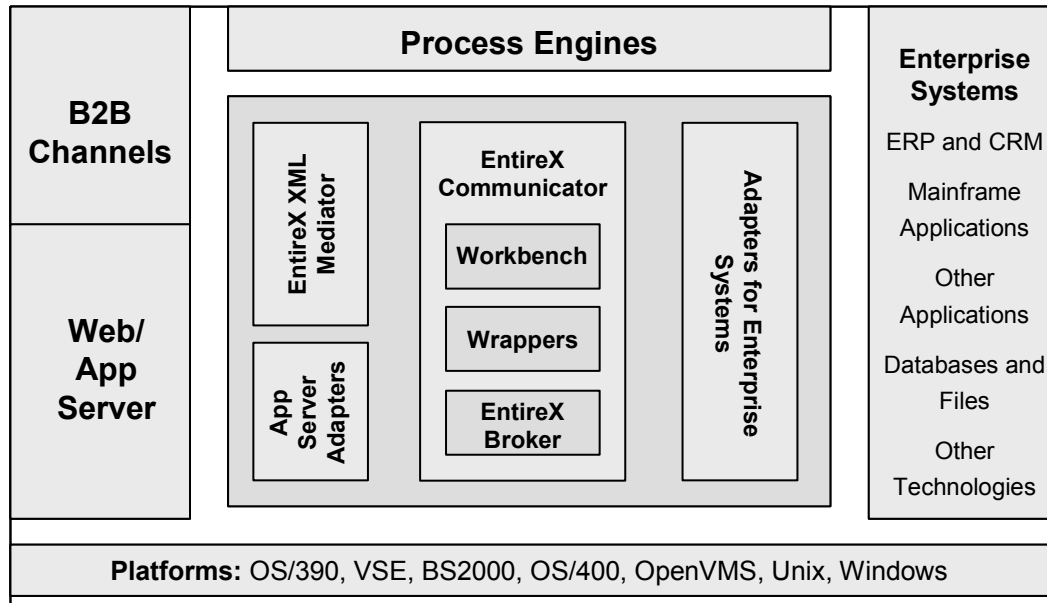 B2B
Channels
Web/
App
Server
Process Engines
EntireX XML
Mediator
App
Server
Adapters
EntireX
Communicator
Workbench
Wrappers
EntireX
Broker
Adapters for Enterprise
Systems
Enterprise
Systems
ERP and CRM
Mainframe
Applications
Other
Applications
Databases and
Files
Other
Technologies
Platforms: OS/390, VSE, BS2000, OS/400, OpenVMS, Unix, Windows